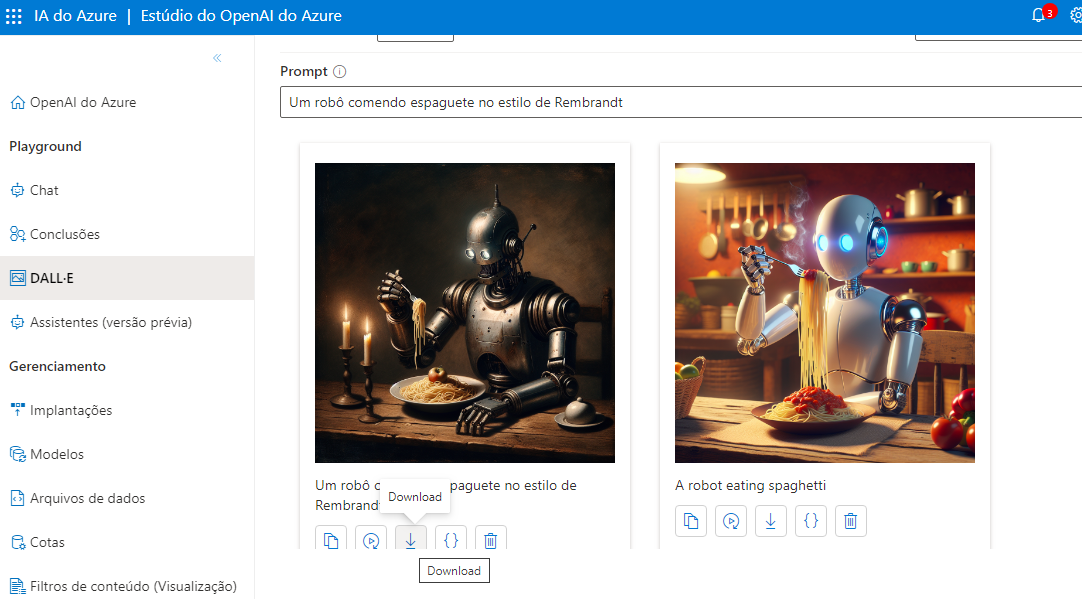 IA do Azure | Estúdio do OpenAI do Azure
3
OpenAI do Azure
Playground
Chat
Conclusões
DALL·E
Assistentes (versão prévia)
Gerenciamento
Implantações
Modelos
Arquivos de dados
Cotas
Filtros de conteúdo (Visualização)
Prompt
Um robô comendo espaguete no estilo de Rembrandt
Um robô c paguete no estilo de
Rembrand
Download
Download
A robot eating spaghetti